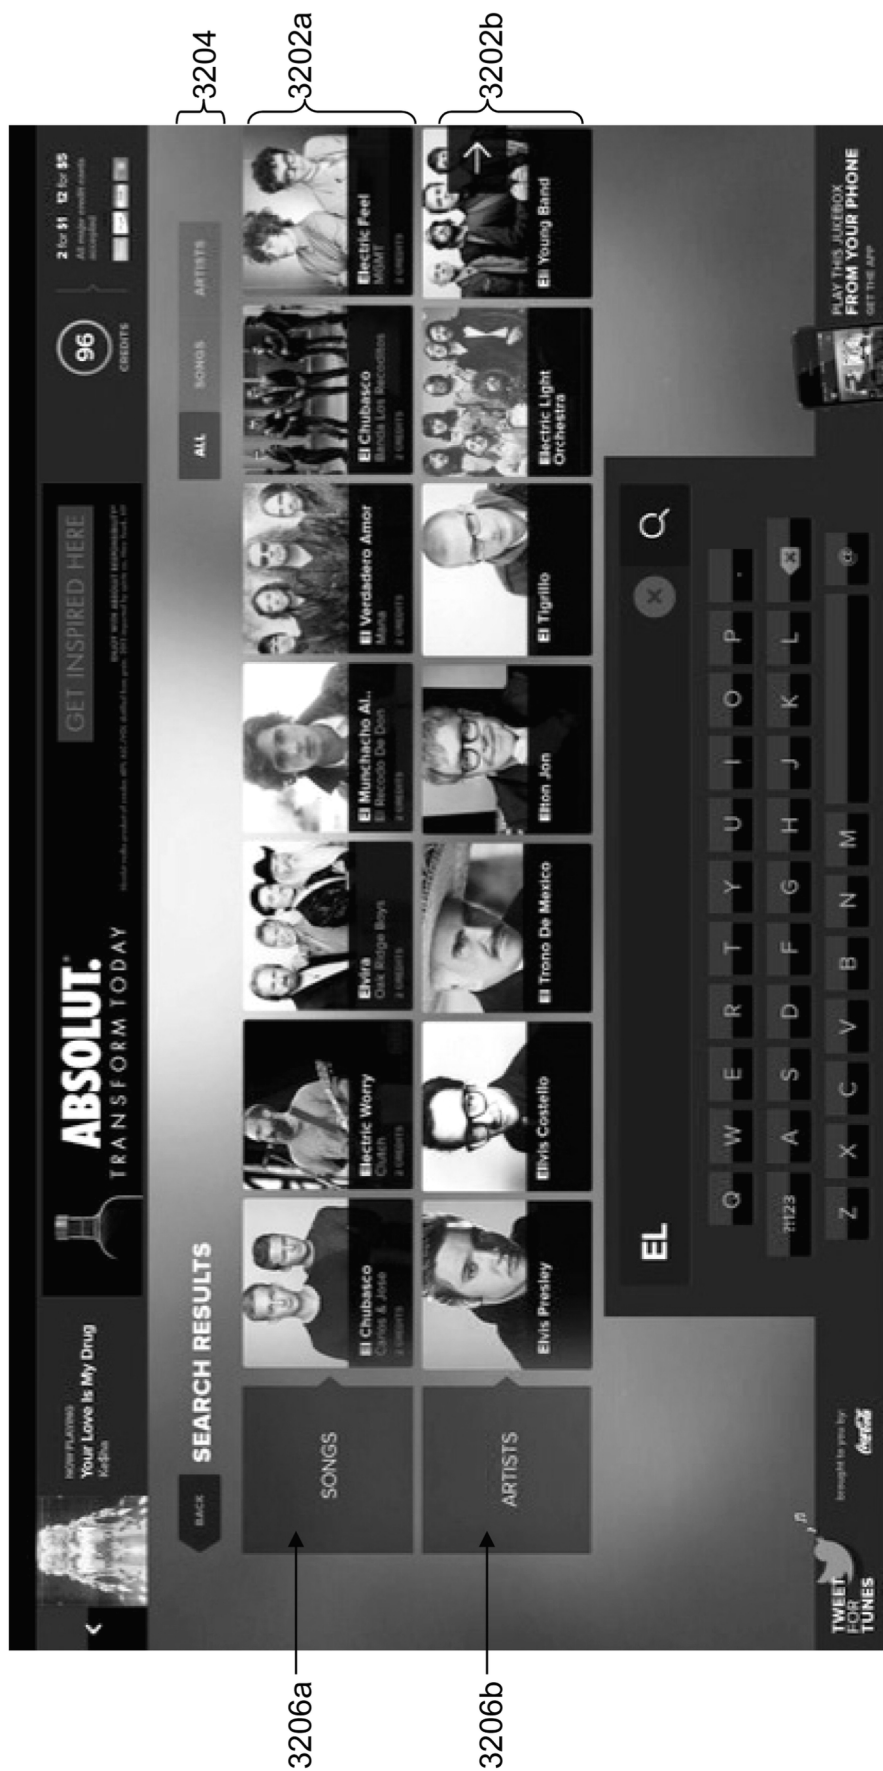 3204
3202a
3202b
3206a
3206b
NOW PLAYING
Your Love Is My Drug
Ke$ha
ABSOLUT.
TRANSFORM TODAY
GET INSPIRED HERE
96
CREDITS
2 for $1 12 for $5
All major credit cards
accepted
BACK
SEARCH RESULTS
ALL
SONGS
ARTISTS
SONGS
El Chubasco
Carlos & Jose
2 CREDITS
Electric Worry
Clutch
2 CREDITS
Elvira
Oak Ridge Boys
2 CREDITS
El Munchacho Al..
El Recodo De Don
2 CREDITS
El Verdadero Amor
Mana
2 CREDITS
El Chubasco
Banda Los Recoditos
2 CREDITS
Electric Feel
MGMT
2 CREDITS
ARTISTS
Elvis Presley
Ellvis Costello
El Trono De Mexico
Elton Jon
El Tigrillo
Electric Light
Orchestra
Eli Young Band
EL
Q W E R T Y U I O P
?!123 A S D F G H J K L
Z X C V B N M @
TWEET
FOR
TUNES
brought to you by:
Coca-Cola
PLAY THIS JUKEBOX
FROM YOUR PHONE
GET THE APP